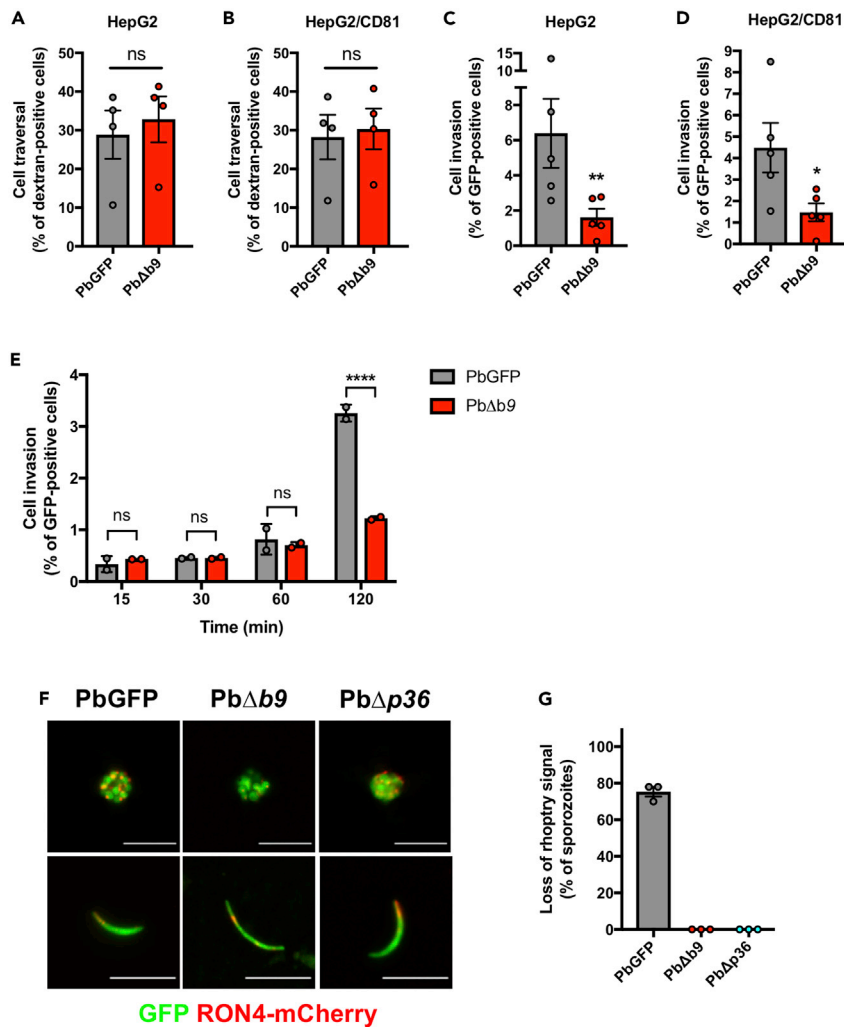 A
HepG2
Cell traversal
(% of dextran-positive cells)
50
40
30
20
10
0
ns
PbGFP
PbΔb9
B
HepG2/CD81
Cell traversal
(% of dextran-positive cells)
50
40
30
20
10
0
ns
PbGFP
PbΔb9
C
HepG2
Cell invasion
(% of GFP-positive cells)
15
10
8
6
4
2
0
**
PbGFP
PbΔb9
D
HepG2/CD81
Cell invasion
(% of GFP-positive cells)
9
8
7
6
5
4
3
2
1
0
*
PbGFP
PbΔb9
E
Cell invasion
(% of GFP-positive cells)
4
3
2
1
0
ns
ns
ns
****
15
30
60
120
Time (min)
PbGFP
PbΔb9
F
PbGFP
PbΔb9
PbΔp36
GFP RON4-mCherry
G
Loss of rhoptry signal
(% of sporozoites)
100
80
60
40
20
0
PbGFP
PbΔb9
PbΔp36